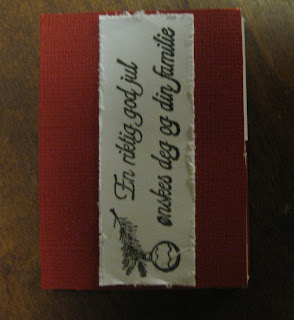 En riktig god jul
ønskes deg og din familie